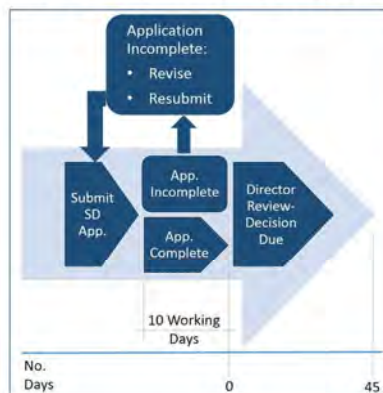 Application
Incomplete:
• Revise
• Resubmit
Submit
SD
App.
App.
Incomplete
App.
Complete
Director
Review-
Decision
Due
10 Working
Days
No.
Days
0
45